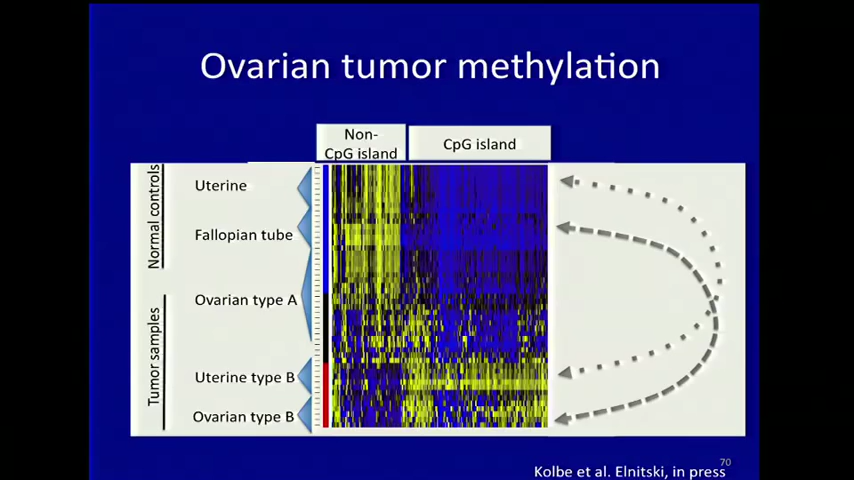 Ovarian tumor methylation
Non-
CpG island
CpG island
Normal controls
Uterine
Fallopian tube
Ovarian type A
Tumor samples
Uterine type B
Ovarian type B
70
Kolbe et al. Elnitski, in press